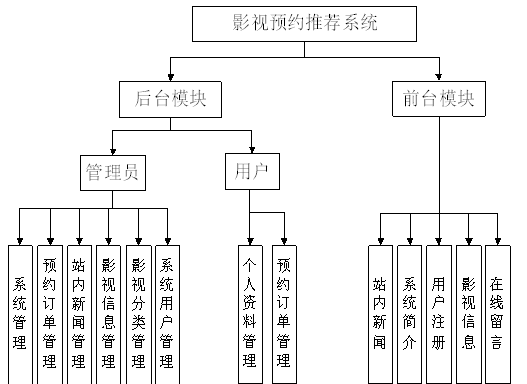 影视预约推荐系统
后台模块
前台模块
管理员
用户
系统管理
预约订单管理
站内新闻管理
影视信息管理
影视分类管理
系统用户管理
个人资料管理
预约订单管理
站内新闻
系统简介
用户注册
影视信息
在线留言